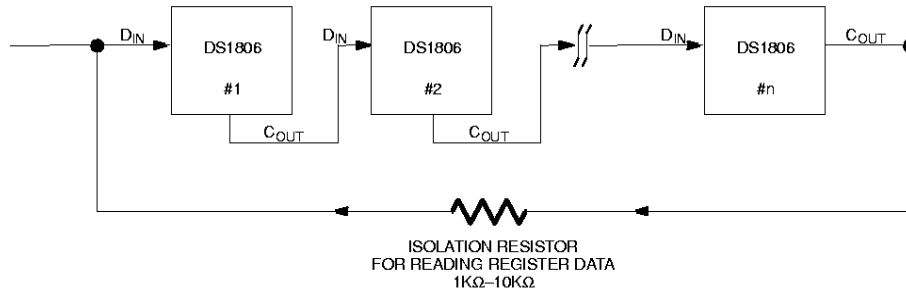 D_IN
DS1806
#1
C_OUT
D_IN
DS1806
#2
C_OUT
D_IN
DS1806
#n
C_OUT
ISOLATION RESISTOR
FOR READING REGISTER DATA
1KΩ–10KΩ